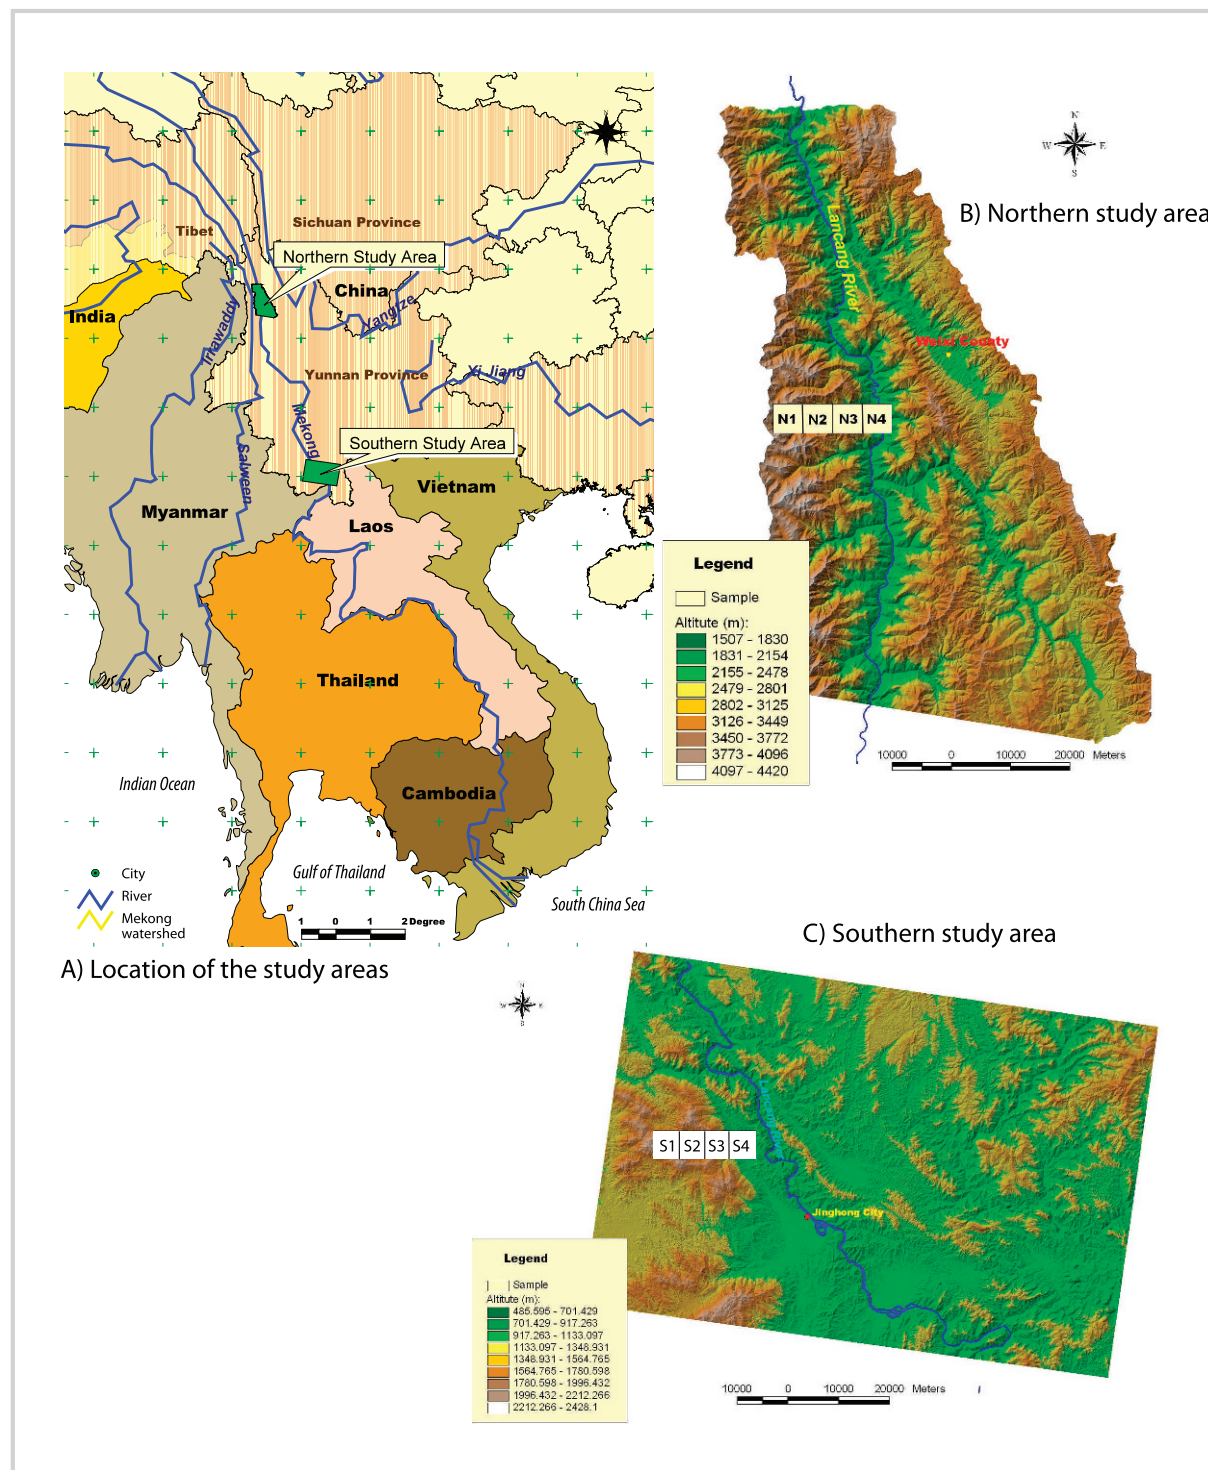 Sichuan Province
Tibet
Northern Study Area
China
India
Yangtze
Irrawaddy
Yunnan Province
Xi Jiang
Mekong
Southern Study Area
Salween
Vietnam
Myanmar
Laos
Thailand
Indian Ocean
Cambodia
Gulf of Thailand
South China Sea
City
River
Mekong
watershed
1 0 1 2 Degree
A) Location of the study areas
N
W E
S
B) Northern study area
Lancang River
Weixi County
N1 N2 N3 N4
Legend
Sample
Altitute (m):
1507 - 1830
1831 - 2154
2155 - 2478
2479 - 2801
2802 - 3125
3126 - 3449
3450 - 3772
3773 - 4096
4097 - 4420
10000 0 10000 20000 Meters
C) Southern study area
N
W E
S
S1 S2 S3 S4
Jinghong City
Legend
Sample
Altitute (m):
485.595 - 701.429
701.429 - 917.263
917.263 - 1133.097
1133.097 - 1348.931
1348.931 - 1564.765
1564.765 - 1780.598
1780.598 - 1996.432
1996.432 - 2212.266
2212.266 - 2428.1
10000 0 10000 20000 Meters